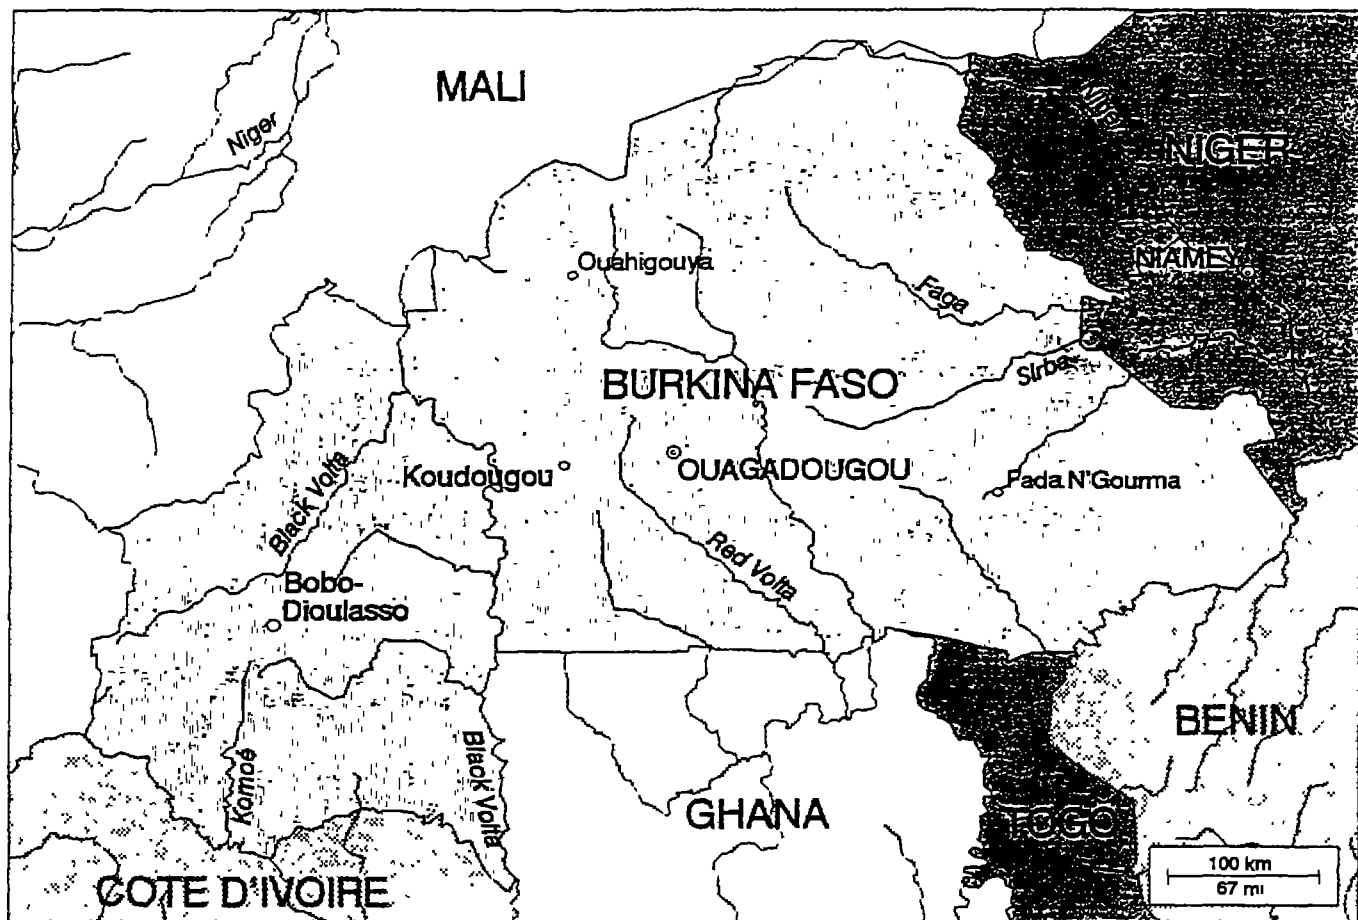 MALI
Niger
Niger
NIGER
NIAMEY
Ouahigouya
Faga
Sirba
BURKINA FASO
Black Volta
Koudougou
OUAGADOUGOU
Fada N'Gourma
Red Volta
Bobo-
Dioulasso
Komoé
Black Volta
GHANA
BENIN
TOGO
COTE D'IVOIRE
100 km
67 mi